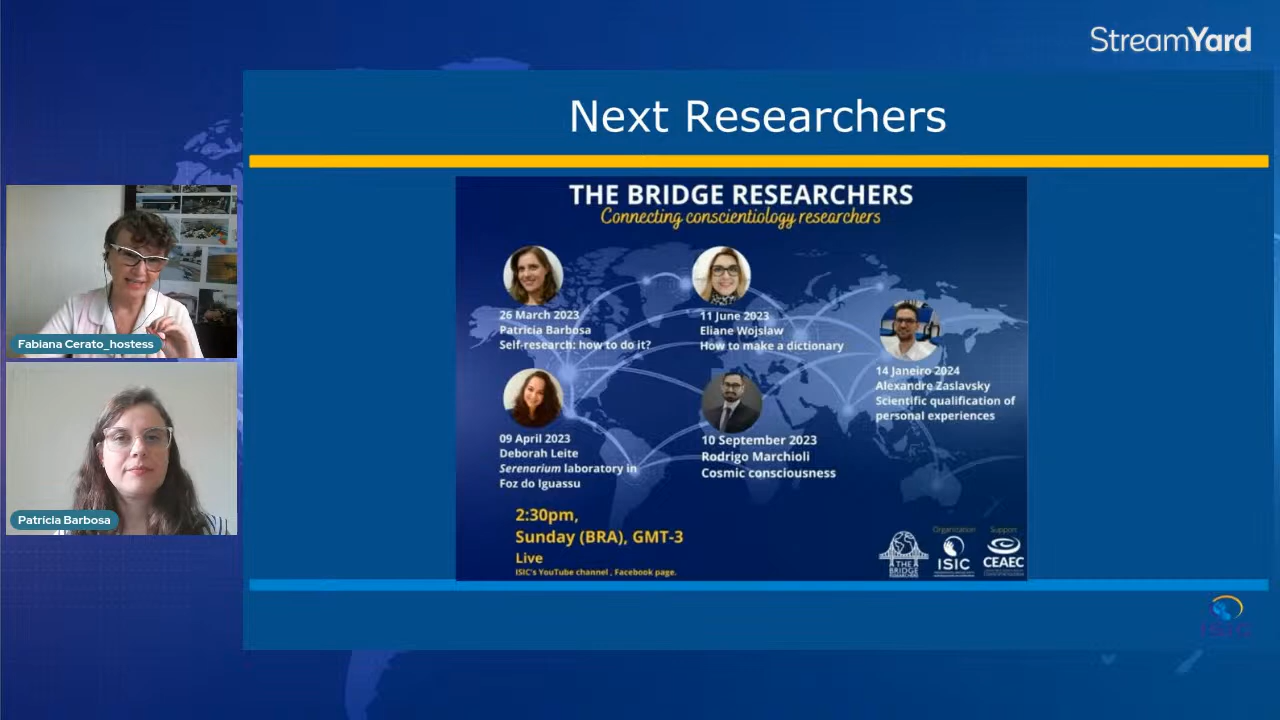 StreamYard
Next Researchers
THE BRIDGE RESEARCHERS
Connecting conscientiology researchers
26 March 2023
Patricia Barbosa
Self-research: how to do it?
11 June 2023
Eliane Wojslaw
How to make a dictionary
14 Janeiro 2024
Alexandre Zaslavsky
Scientific qualification of
personal experiences
09 April 2023
Deborah Leite
Serenarium laboratory in
Foz do Iguassu
10 September 2023
Rodrigo Marchioli
Cosmic consciousness
2:30pm,
Sunday (BRA), GMT-3
Live
ISIC's YouTube channel , Facebook page.
Organization
Support
THE
BRIDGE
RESEARCHERS
ISIC
CEAEC
ISIC
Fabiana Cerato_hostess
Patrícia Barbosa